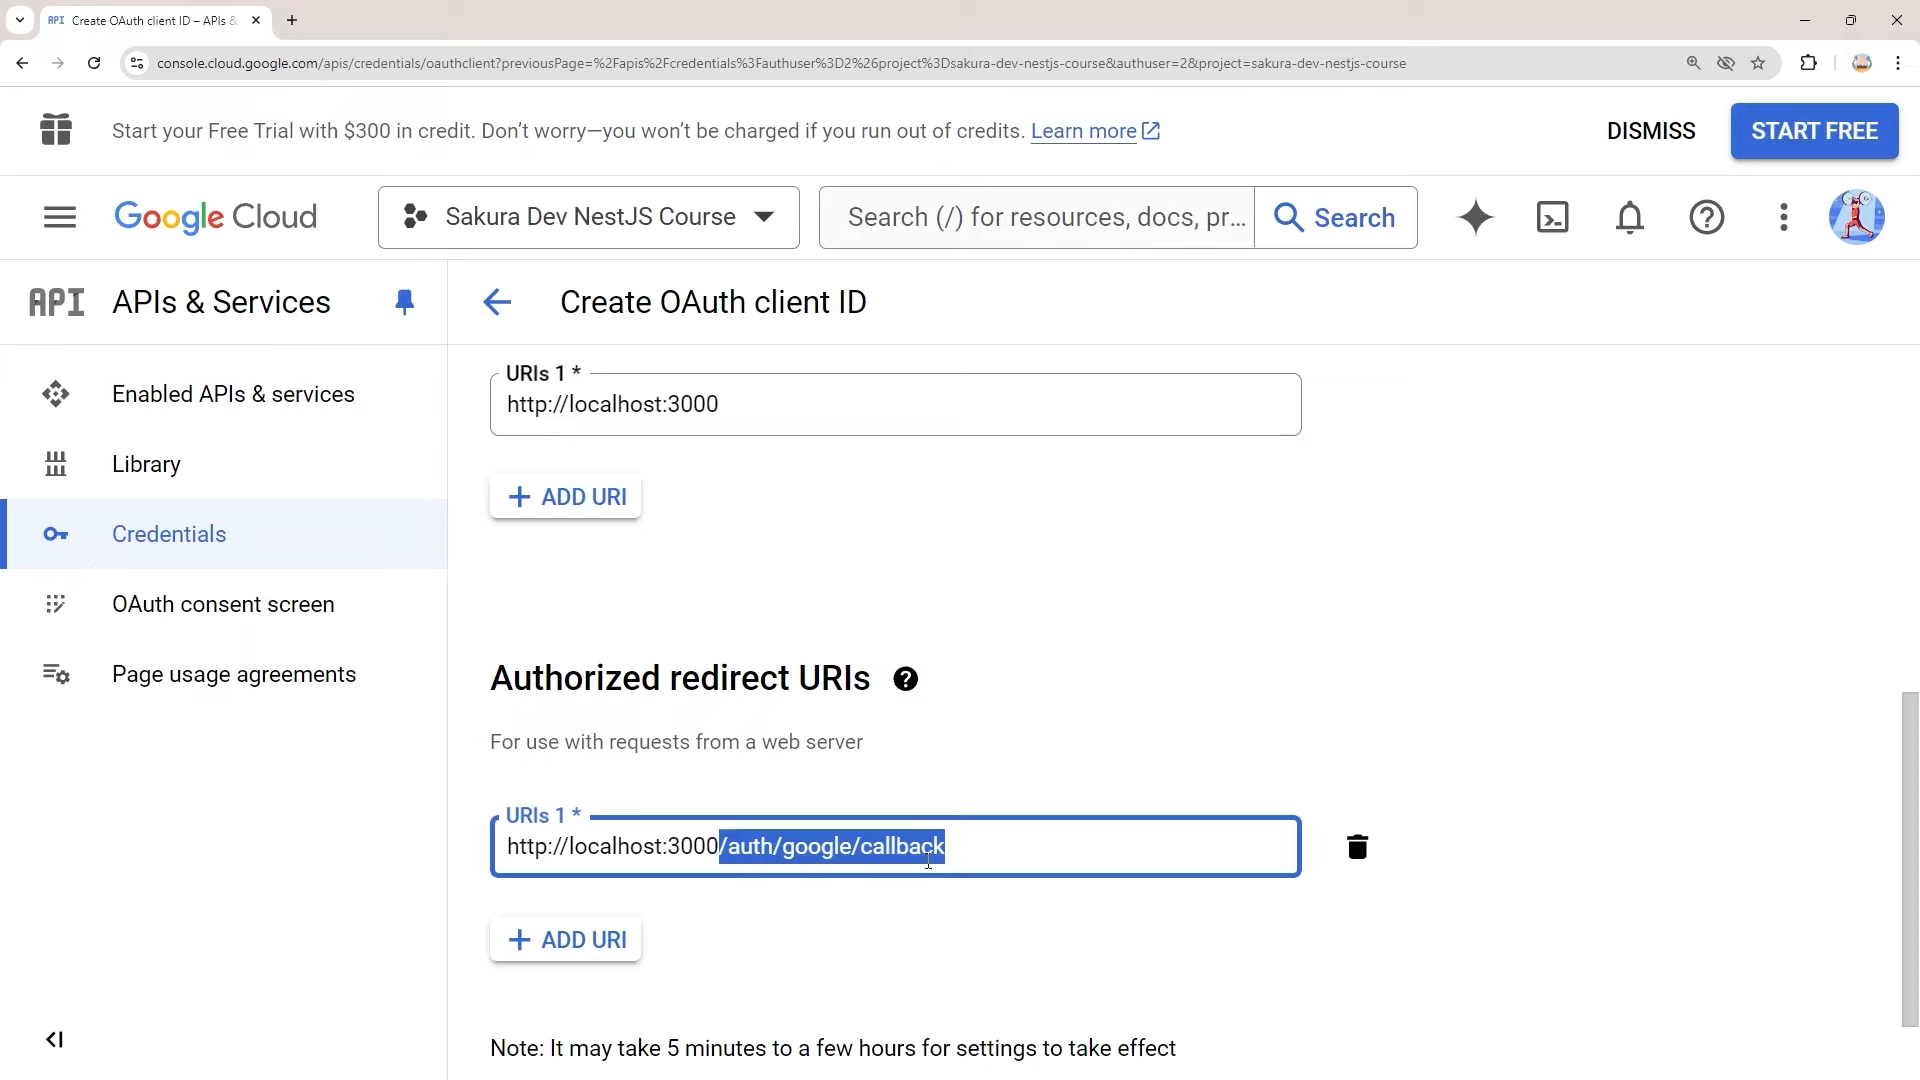 API Create OAuth client ID – APIs &
console.cloud.google.com/apis/credentials/oauthclient?previousPage=%2Fapis%2Fcredentials%3Fauthuser%3D2%26project%3Dsakura-dev-nestjs-course&authuser=2&project=sakura-dev-nestjs-course
Start your Free Trial with $300 in credit. Don’t worry—you won’t be charged if you run out of credits. Learn more
DISMISS
START FREE
Google Cloud
Sakura Dev NestJS Course
Search (/) for resources, docs, pr...
Search
API APIs & Services
Create OAuth client ID
Enabled APIs & services
Library
Credentials
OAuth consent screen
Page usage agreements
URIs 1 *
http://localhost:3000
+ ADD URI
Authorized redirect URIs
For use with requests from a web server
URIs 1 *
http://localhost:3000/auth/google/callback
+ ADD URI
Note: It may take 5 minutes to a few hours for settings to take effect